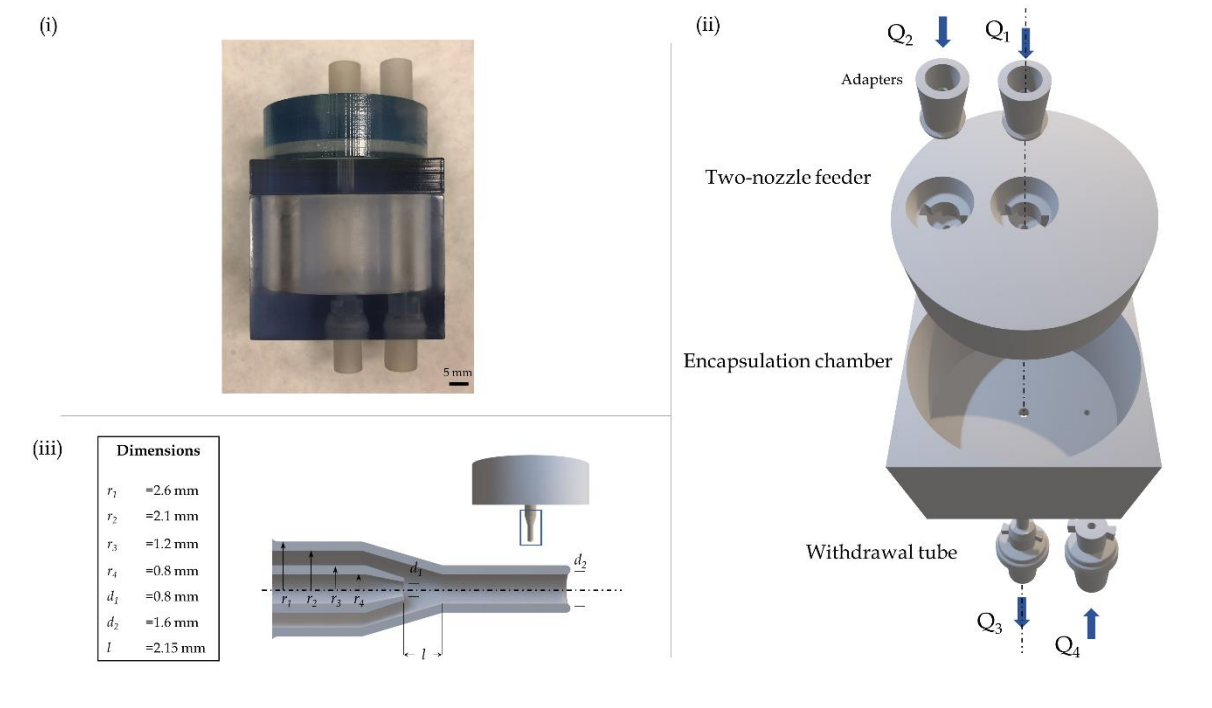 (i)
5 mm
(ii)
Q2
Q1
Adapters
Two-nozzle feeder
Encapsulation chamber
Withdrawal tube
Q3
Q4
(iii)
Dimensions
r1 =2.6 mm
r2 =2.1 mm
r3 =1.2 mm
r4 =0.8 mm
d1 =0.8 mm
d2 =1.6 mm
l =2.15 mm
r1 r2 r3 r4
d1
d2
l